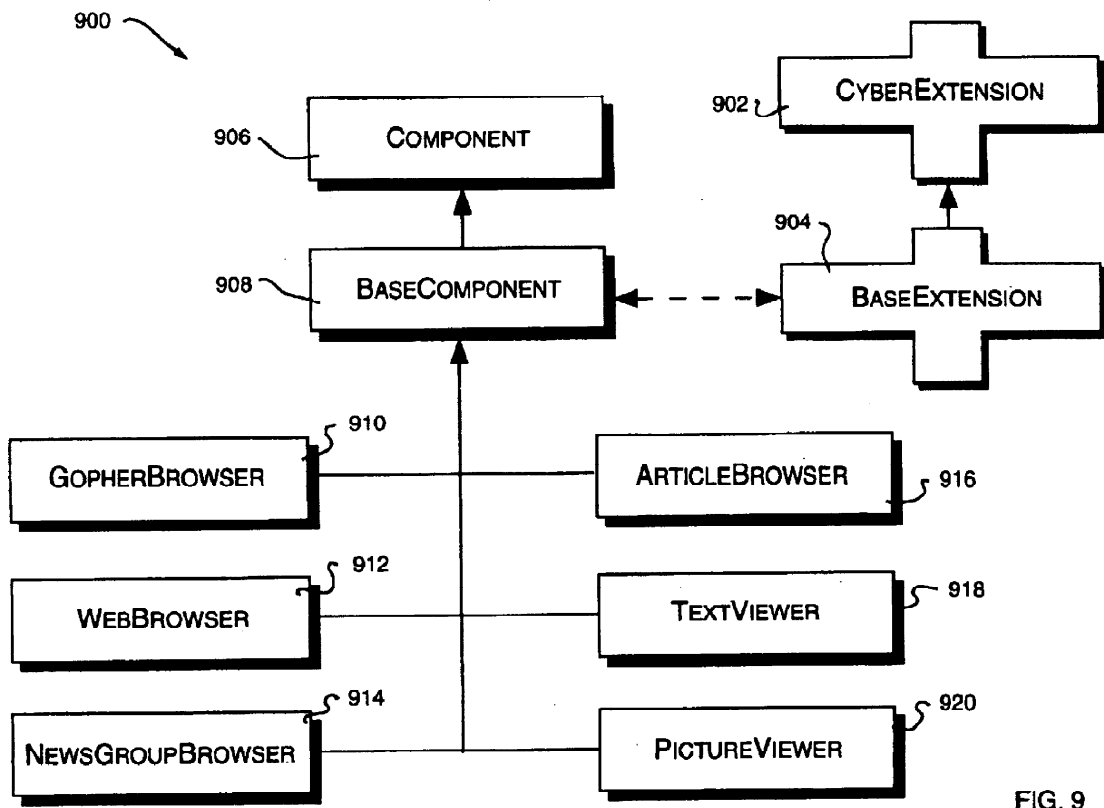 900
CYBEREXTENSION
902
906
COMPONENT
904
908
BASECOMPONENT
BASEEXTENSION
910
GOPHERBROWSER
ARTICLEBROWSER
916
912
WEBBROWSER
TEXTVIEWER
918
914
NEWSGROUPBROWSER
920
PICTUREVIEWER
FIG. 9